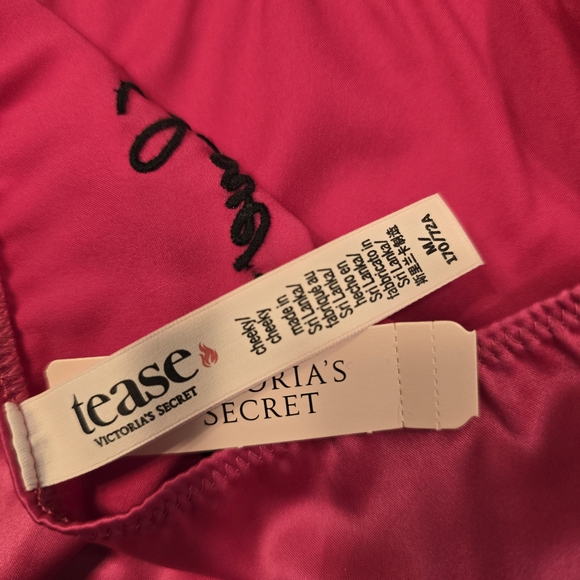 tease
VICTORIA'S SECRET
cheeky/
cheeky
made in
Sri Lanka/
fabriqué au
Sri Lanka/
hecho en
Sri Lanka/
fabbricato in
Sri Lanka/
斯里兰卡制造
M/
170/72A
ORIA'S
SECRET